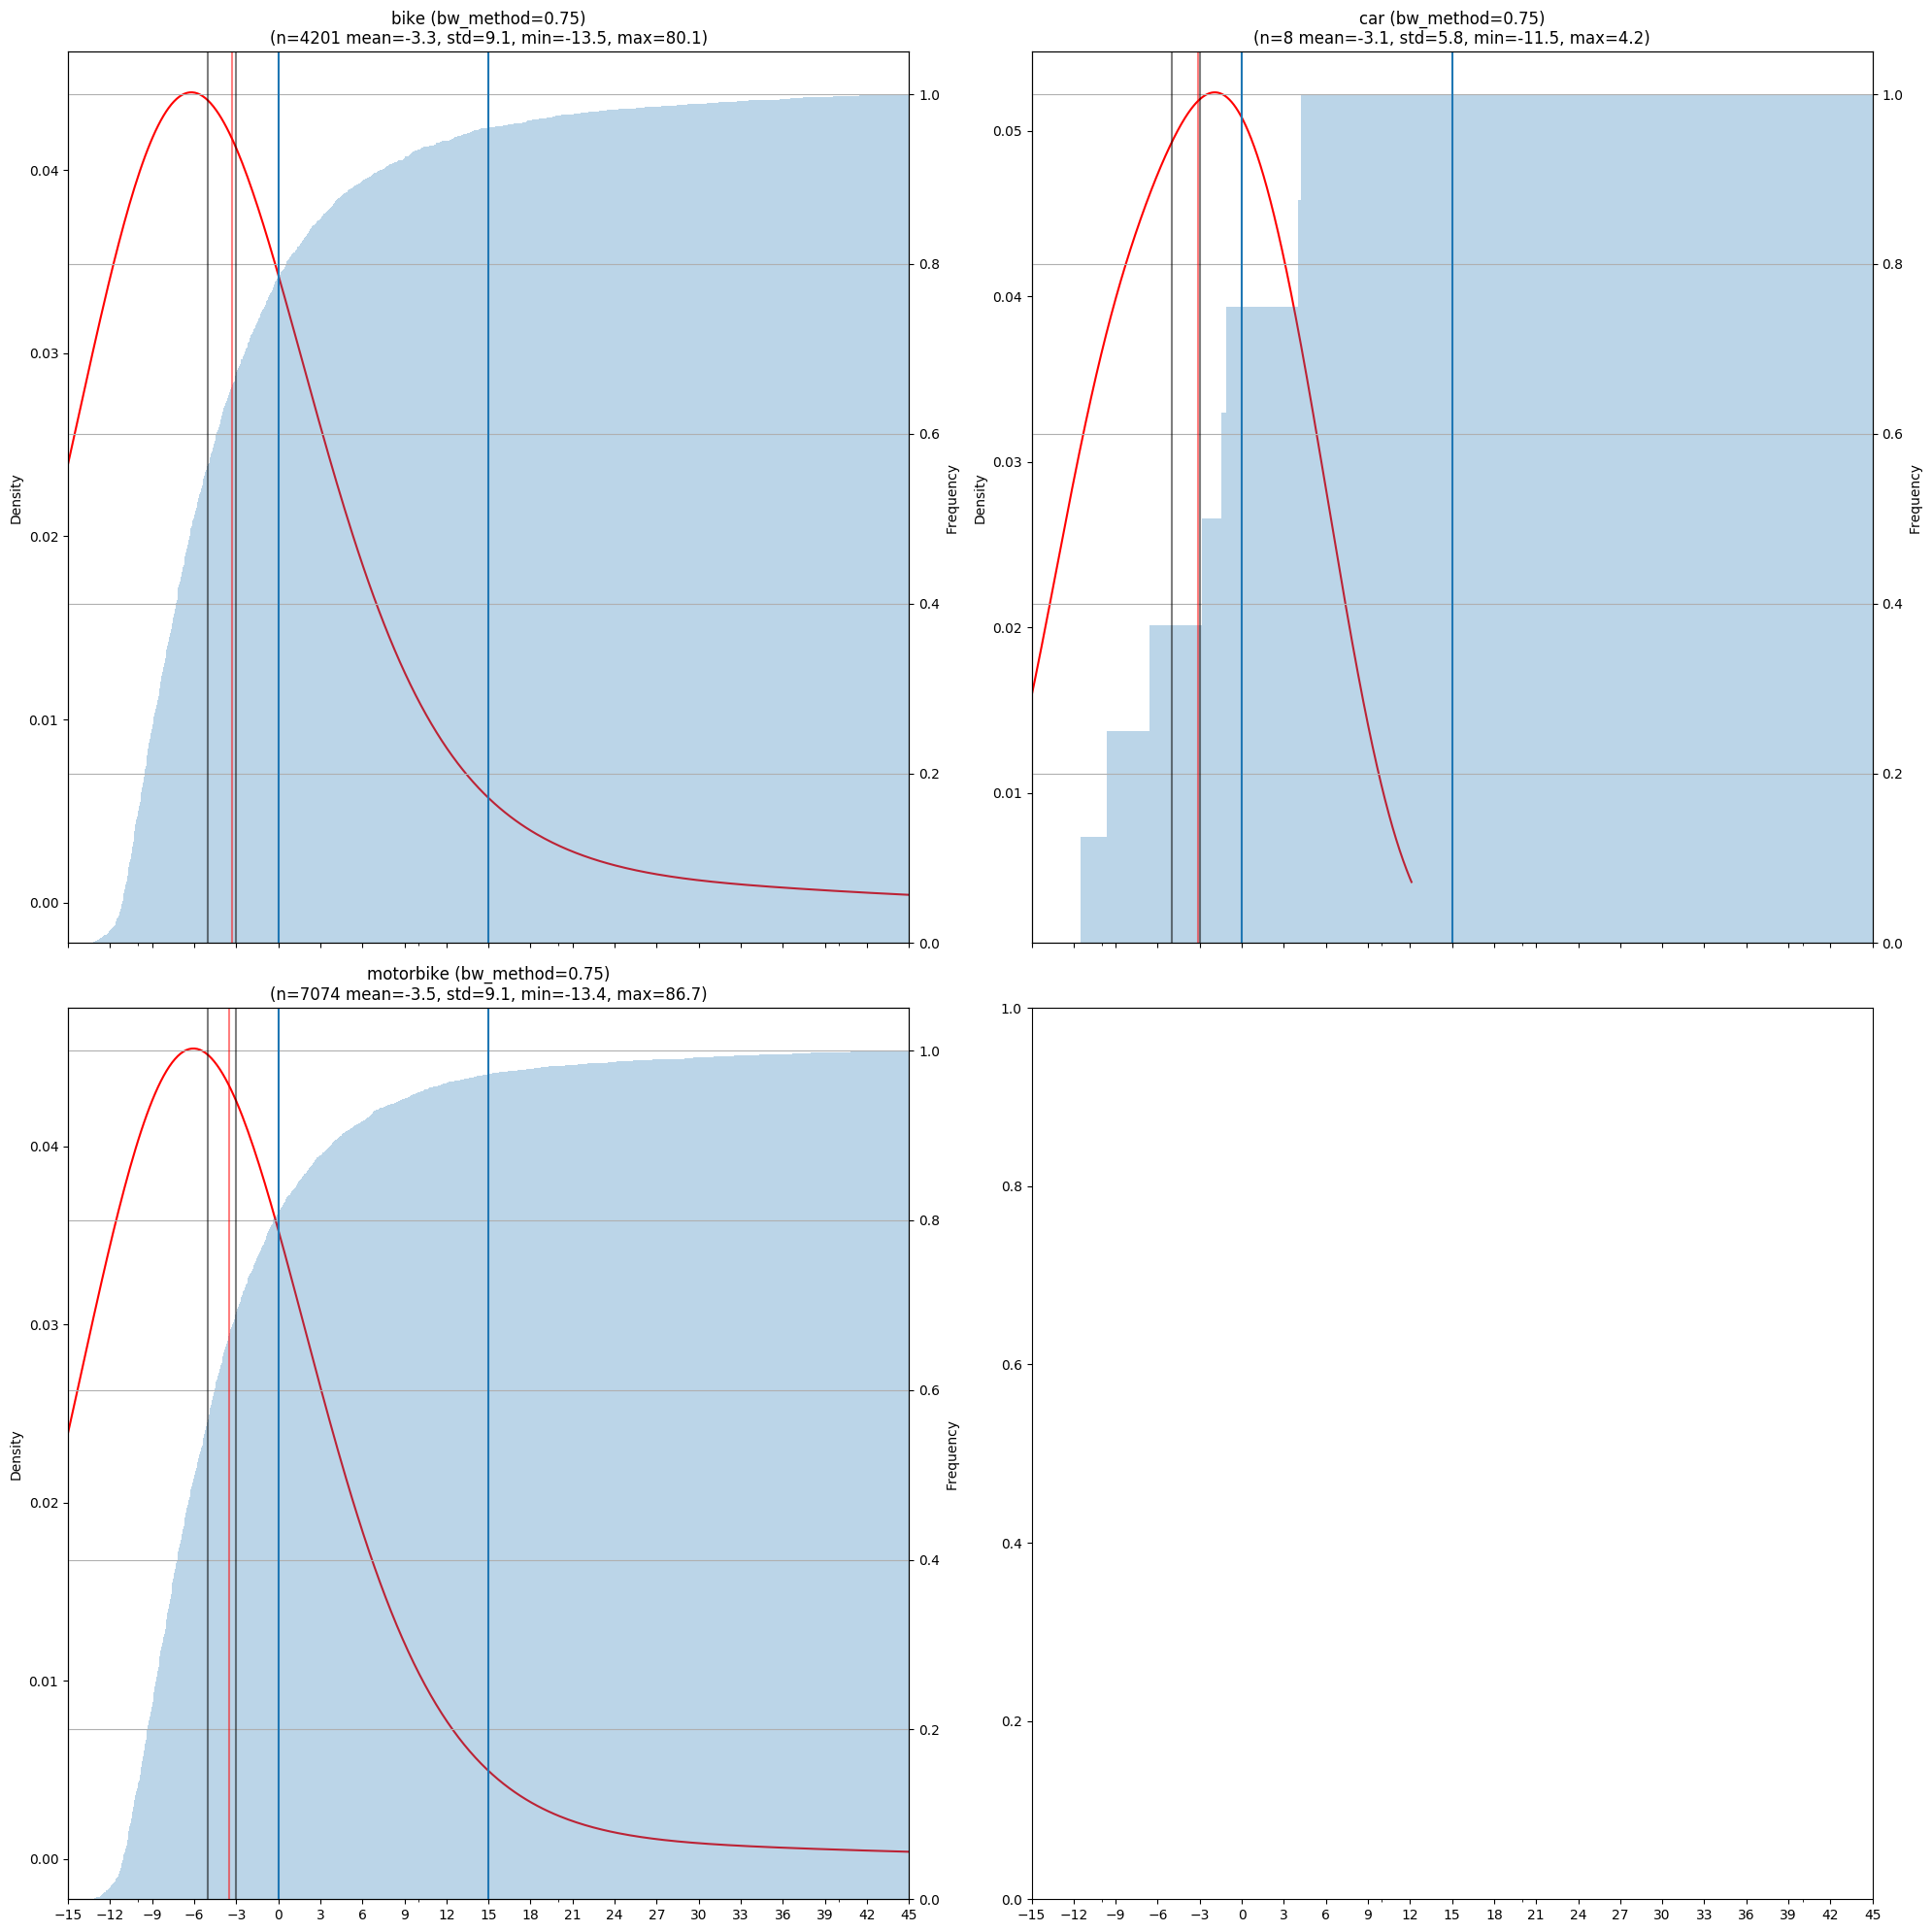 bike (bw_method=0.75)
(n=4201 mean=-3.3, std=9.1, min=-13.5, max=80.1)
0.04
0.03
0.02
0.01
0.00
Density
1.0
0.8
0.6
0.4
0.2
0.0
Frequency
car (bw_method=0.75)
(n=8 mean=-3.1, std=5.8, min=-11.5, max=4.2)
0.05
0.04
0.03
0.02
0.01
Density
1.0
0.8
0.6
0.4
0.2
0.0
Frequency
motorbike (bw_method=0.75)
(n=7074 mean=-3.5, std=9.1, min=-13.4, max=86.7)
0.04
0.03
0.02
0.01
0.00
Density
1.0
0.8
0.6
0.4
0.2
0.0
Frequency
−15 −12 −9 −6 −3 0 3 6 9 12 15 18 21 24 27 30 33 36 39 42 45
1.0
0.8
0.6
0.4
0.2
0.0
−15 −12 −9 −6 −3 0 3 6 9 12 15 18 21 24 27 30 33 36 39 42 45